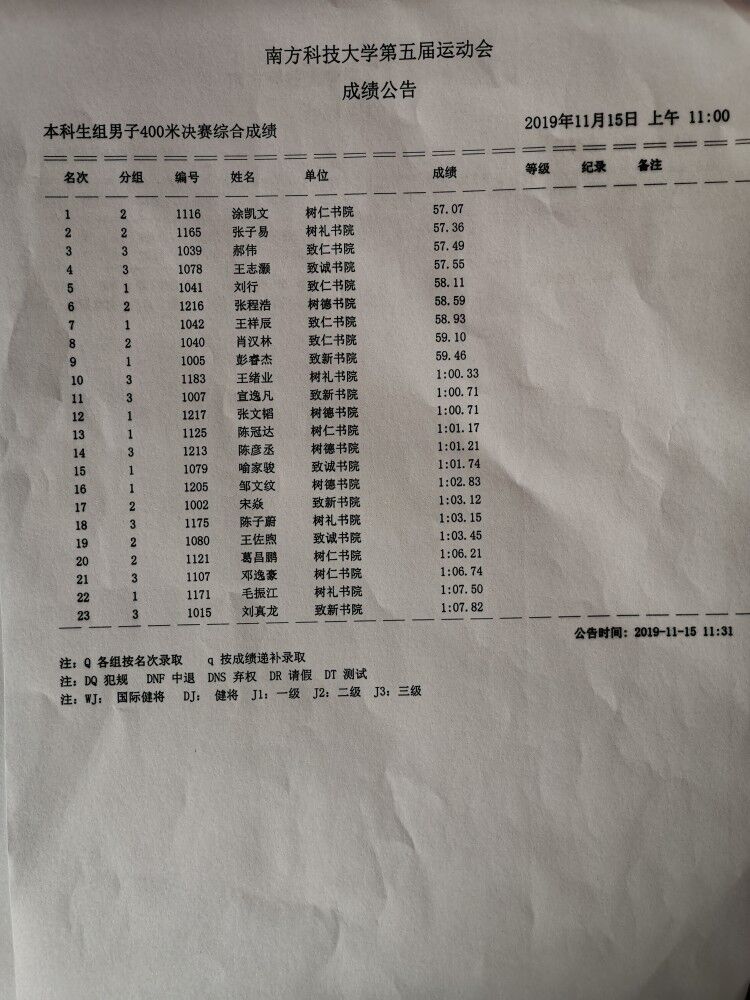 南方科技大学第五届运动会
成绩公告
本科生组男子400米决赛综合成绩 2019年11月15日 上午 11:00
名次 分组 编号 姓名 单位 成绩 等级 纪录 备注
1 2 1116 涂凯文 树仁书院 57.07
2 2 1165 张子易 树礼书院 57.36
3 3 1039 郝伟 致仁书院 57.49
4 3 1078 王志灏 致诚书院 57.55
5 1 1041 刘行 致仁书院 58.11
6 2 1216 张程浩 树德书院 58.59
7 1 1042 王祥辰 致仁书院 58.93
8 2 1040 肖汉林 致仁书院 59.10
9 1 1005 彭睿杰 致新书院 59.46
10 3 1183 王绪业 树礼书院 1:00.33
11 3 1007 宣逸凡 致新书院 1:00.71
12 1 1217 张文韬 树德书院 1:00.71
13 1 1125 陈冠达 树仁书院 1:01.17
14 3 1213 陈彦丞 树德书院 1:01.21
15 1 1079 喻家骏 致诚书院 1:01.74
16 1 1205 邹文纹 树德书院 1:02.83
17 2 1002 宋焱 致新书院 1:03.12
18 3 1175 陈子蔚 树礼书院 1:03.15
19 2 1080 王佐煦 致诚书院 1:03.45
20 2 1121 葛昌鹏 树仁书院 1:06.21
21 3 1107 邓逸豪 树仁书院 1:06.74
22 1 1171 毛振江 树礼书院 1:07.50
23 3 1015 刘真龙 致新书院 1:07.82
公告时间: 2019-11-15 11:31
注: Q 各组按名次录取 q 按成绩递补录取
注: DQ 犯规 DNF 中退 DNS 弃权 DR 请假 DT 测试
注: WJ: 国际健将 DJ: 健将 J1: 一级 J2: 二级 J3: 三级